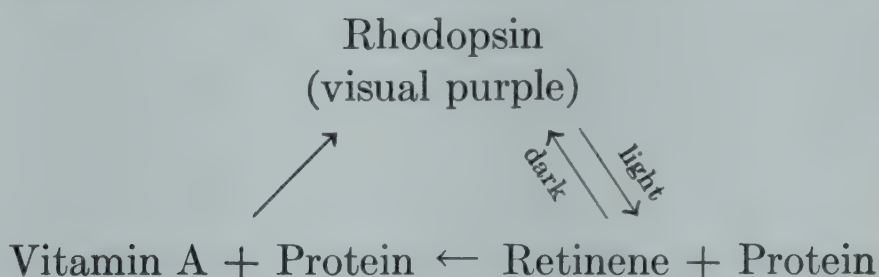 Rhodopsin
(visual purple)
dark
light
Vitamin A + Protein ← Retinene + Protein